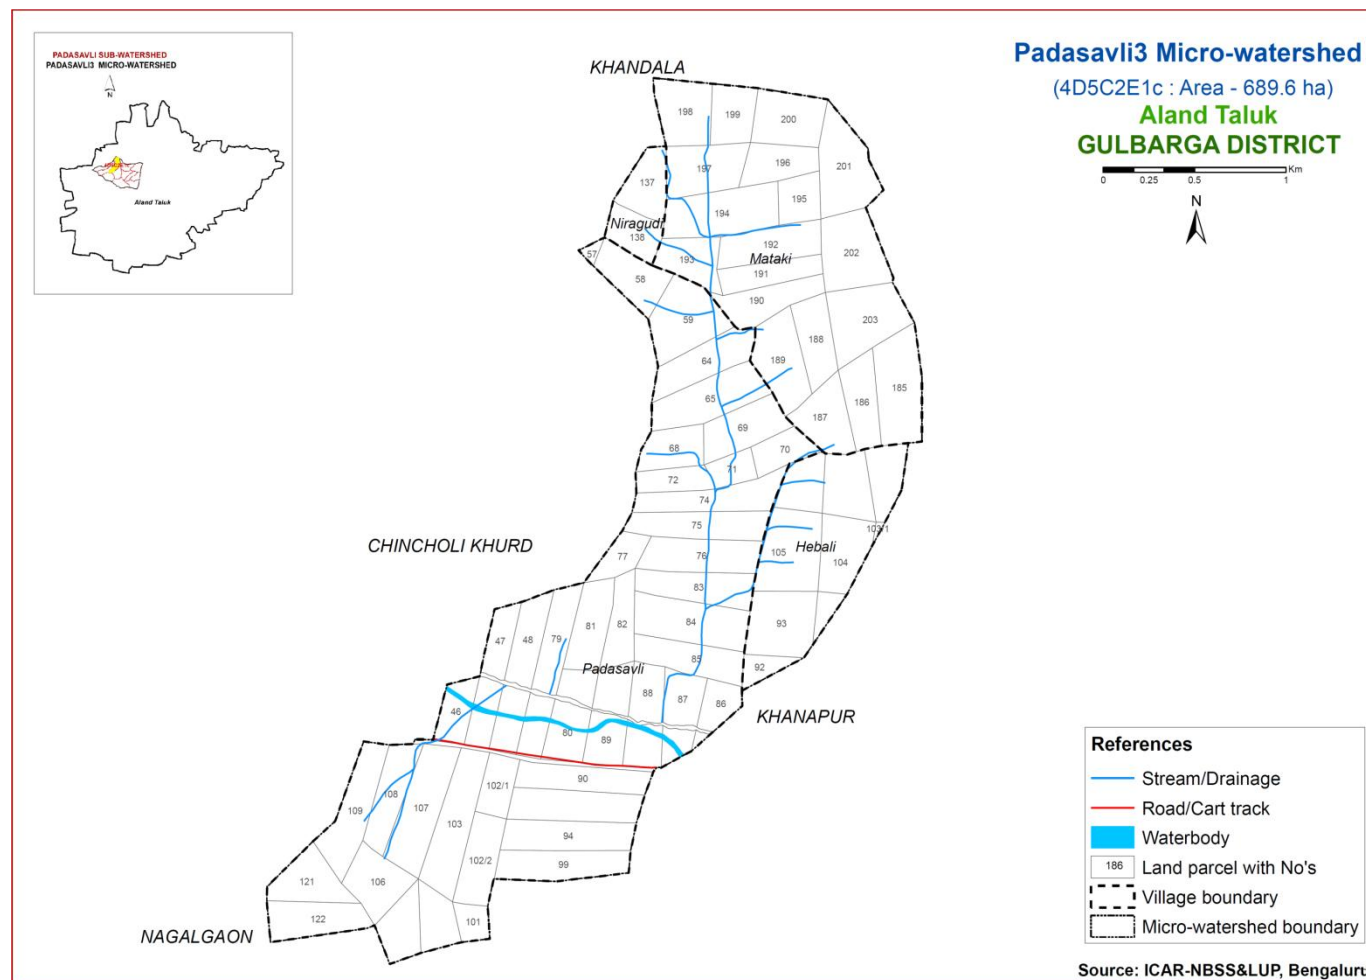 PADASAVLI SUB-WATERSHED
PADASAVLI3 MICRO-WATERSHED
N
Aland Taluk
Padasavli3 Micro-watershed
(4D5C2E1c : Area - 689.6 ha)
Aland Taluk
GULBARGA DISTRICT
0 0.25 0.5 1 Km
N
KHANDALA
198 199 200
201
197 196
137
195
194
Niragudi
138 192
57 193 Mataki 202
191
58
190
59 203
188
64 189 185
65 186
187
69
68 70
71
72
74
75 103/1
CHINCHOLI KHURD
76 105 Hebali
77 104
83
81 82 84 93
47 48 79
85
Padasavli 92
88 87 86
46 KHANAPUR
80 89
90
102/1
108
109 107
103 94
102/2 99
106
121
122 101
NAGALGAON
References
Stream/Drainage
Road/Cart track
Waterbody
186 Land parcel with No's
Village boundary
Micro-watershed boundary
Source: ICAR-NBSS&LUP, Bengaluru